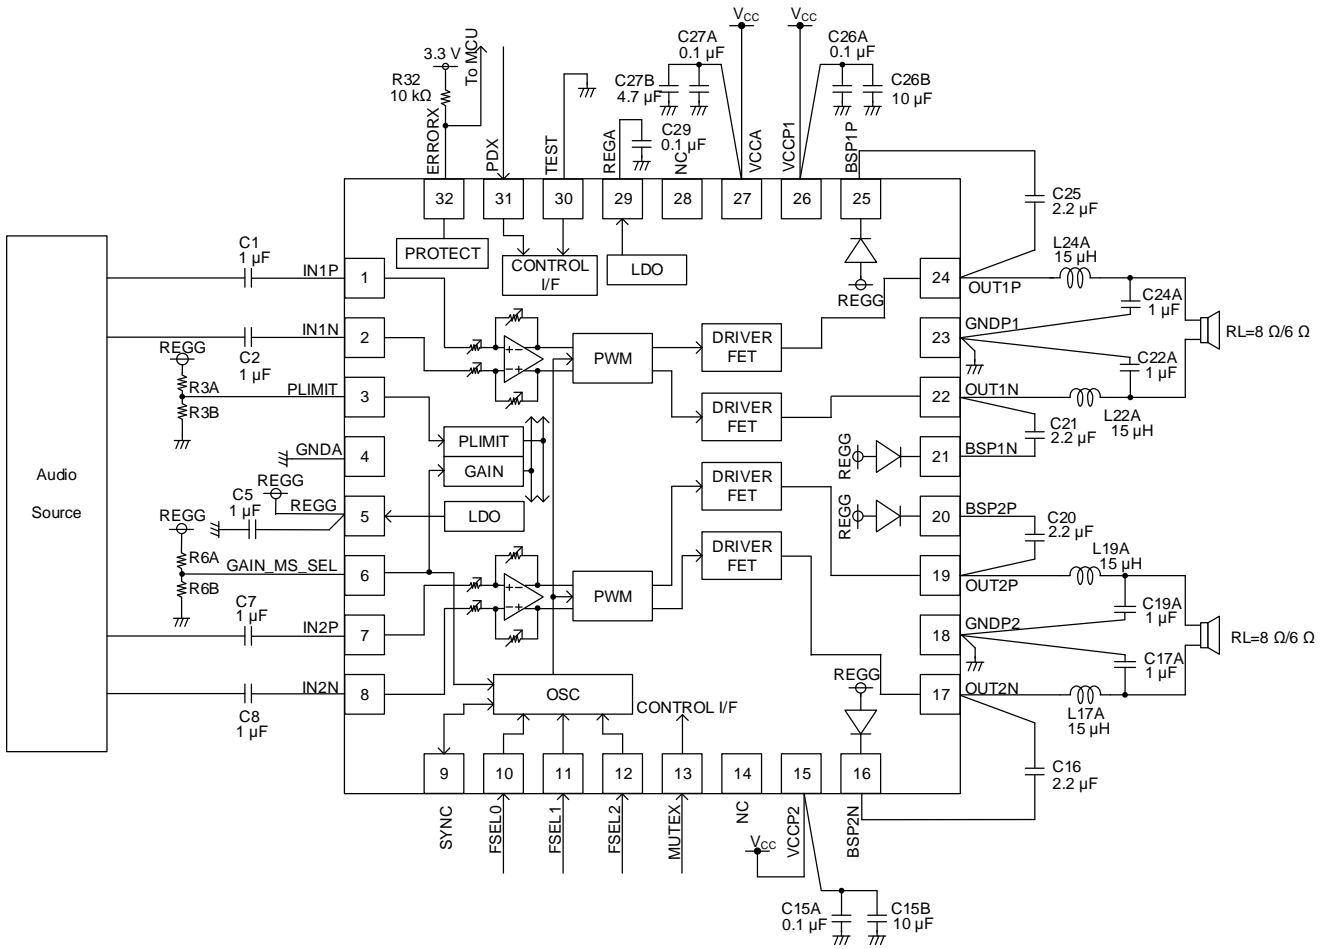 VCC
VCC
3.3 V
To MCU
R32
10 kΩ
C27A
0.1 µF
C26A
0.1 µF
C27B
4.7 µF
C26B
10 µF
C29
0.1 µF
ERRORX
PDX
TEST
REGA
NC
VCCA
VCCP1
BSP1P
32
31
30
29
28
27
26
25
C25
2.2 µF
PROTECT
CONTROL
I/F
LDO
REGG
C1
1 µF
IN1P
1
24
OUT1P
L24A
15 µH
C24A
1 µF
IN1N
2
C2
1 µF
PWM
DRIVER
FET
23
GNDP1
RL=8 Ω/6 Ω
C22A
1 µF
REGG
R3A
R3B
PLIMIT
3
DRIVER
FET
22
OUT1N
L22A
15 µH
C21
2.2 µF
GNDA
4
PLIMIT
GAIN
REGG
21
BSP1N
Audio
Source
REGG
C5
1 µF
REGG
5
LDO
DRIVER
FET
REGG
20
BSP2P
C20
2.2 µF
REGG
R6A
R6B
GAIN_MS_SEL
6
DRIVER
FET
19
OUT2P
L19A
15 µH
C19A
1 µF
PWM
C7
1 µF
IN2P
7
18
GNDP2
RL=8 Ω/6 Ω
C17A
1 µF
IN2N
8
C8
1 µF
OSC
CONTROL I/F
REGG
17
OUT2N
L17A
15 µH
C16
2.2 µF
9
10
11
12
13
14
15
16
SYNC
FSEL0
FSEL1
FSEL2
MUTEX
NC
VCCP2
BSP2N
VCC
C15A
0.1 µF
C15B
10 µF